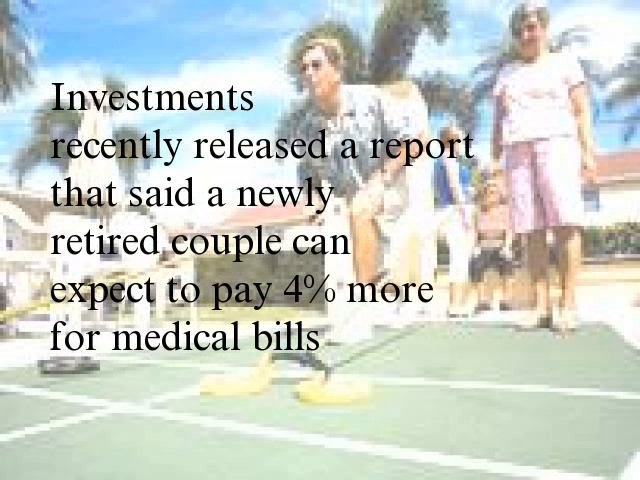 Investments
recently released a report
that said a newly
retired couple can
expect to pay 4% more
for medical bills